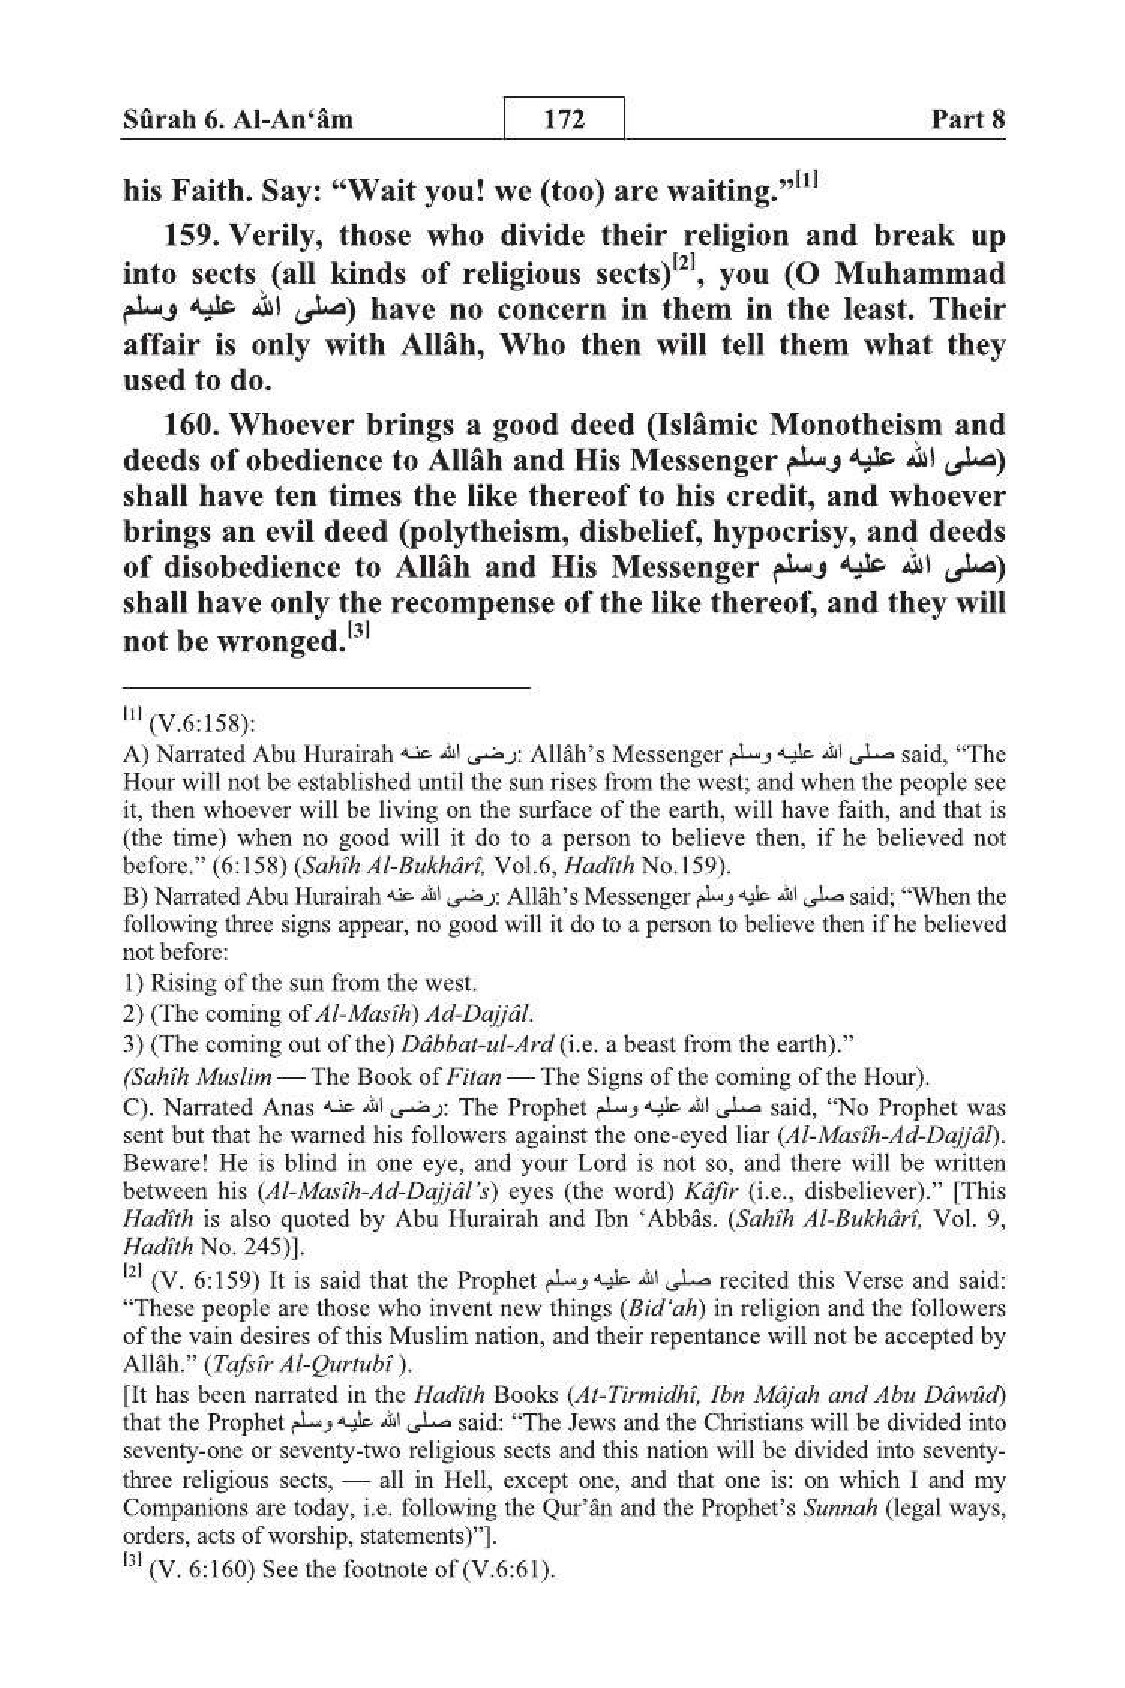 Sûrah 6. Al-An‘âm 172 Part 8
his Faith. Say: “Wait you! we (too) are waiting.”[1]
159. Verily, those who divide their religion and break up
into sects (all kinds of religious sects)[2], you (O Muhammad
صلى الله عليه وسلم) have no concern in them in the least. Their
affair is only with Allâh, Who then will tell them what they
used to do.
160. Whoever brings a good deed (Islâmic Monotheism and
deeds of obedience to Allâh and His Messenger صلى الله عليه وسلم)
shall have ten times the like thereof to his credit, and whoever
brings an evil deed (polytheism, disbelief, hypocrisy, and deeds
of disobedience to Allâh and His Messenger صلى الله عليه وسلم)
shall have only the recompense of the like thereof, and they will
not be wronged.[3]
[1] (V.6:158):
A) Narrated Abu Hurairah رضى الله عنه: Allâh’s Messenger صلى الله عليه وسلم said, “The
Hour will not be established until the sun rises from the west; and when the people see
it, then whoever will be living on the surface of the earth, will have faith, and that is
(the time) when no good will it do to a person to believe then, if he believed not
before.” (6:158) (Sahîh Al-Bukhârî, Vol.6, Hadîth No.159).
B) Narrated Abu Hurairah رضى الله عنه: Allâh’s Messenger صلى الله عليه وسلم said; “When the
following three signs appear, no good will it do to a person to believe then if he believed
not before:
1) Rising of the sun from the west.
2) (The coming of Al-Masîh) Ad-Dajjâl.
3) (The coming out of the) Dâbbat-ul-Ard (i.e. a beast from the earth).”
(Sahîh Muslim — The Book of Fitan — The Signs of the coming of the Hour).
C). Narrated Anas رضى الله عنه: The Prophet صلى الله عليه وسلم said, “No Prophet was
sent but that he warned his followers against the one-eyed liar (Al-Masîh-Ad-Dajjâl).
Beware! He is blind in one eye, and your Lord is not so, and there will be written
between his (Al-Masîh-Ad-Dajjâl’s) eyes (the word) Kâfir (i.e., disbeliever).” [This
Hadîth is also quoted by Abu Hurairah and Ibn ‘Abbâs. (Sahîh Al-Bukhârî, Vol. 9,
Hadîth No. 245)].
[2] (V. 6:159) It is said that the Prophet صلى الله عليه وسلم recited this Verse and said:
“These people are those who invent new things (Bid‘ah) in religion and the followers
of the vain desires of this Muslim nation, and their repentance will not be accepted by
Allâh.” (Tafsîr Al-Qurtubî ).
[It has been narrated in the Hadîth Books (At-Tirmidhî, Ibn Mâjah and Abu Dâwûd)
that the Prophet صلى الله عليه وسلم said: “The Jews and the Christians will be divided into
seventy-one or seventy-two religious sects and this nation will be divided into seventy-
three religious sects, — all in Hell, except one, and that one is: on which I and my
Companions are today, i.e. following the Qur’ân and the Prophet’s Sunnah (legal ways,
orders, acts of worship, statements)”].
[3] (V. 6:160) See the footnote of (V.6:61).